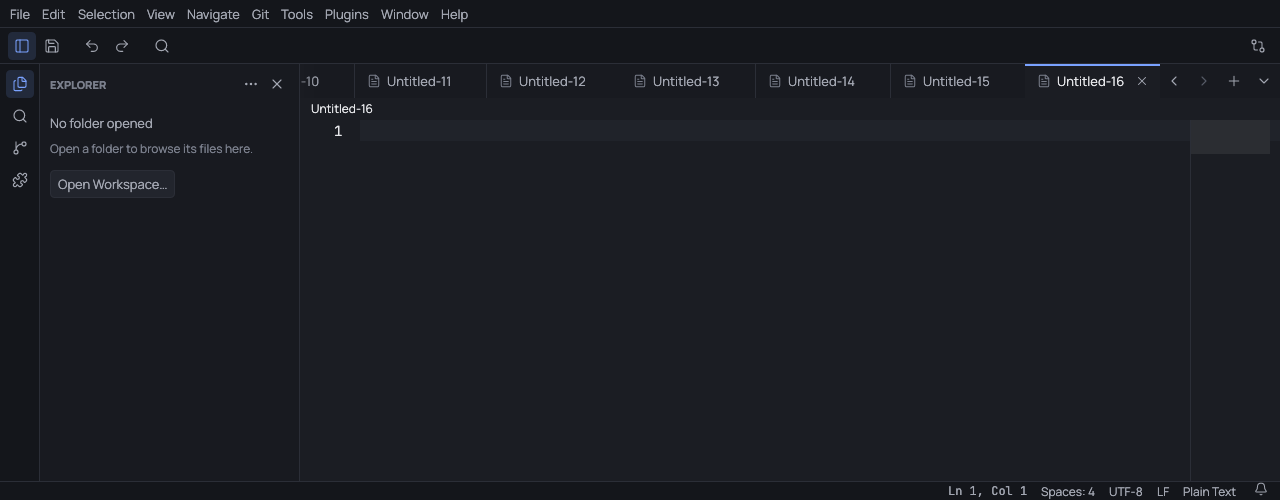 File Edit Selection View Navigate Git Tools Plugins Window Help
EXPLORER
-10 Untitled-11 Untitled-12 Untitled-13 Untitled-14 Untitled-15 Untitled-16
Untitled-16
1
No folder opened
Open a folder to browse its files here.
Open Workspace...
Ln 1, Col 1 Spaces: 4 UTF-8 LF Plain Text